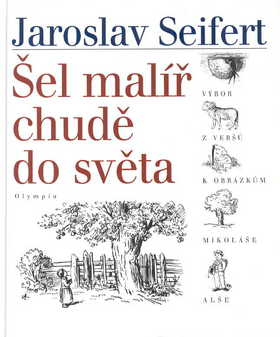 Jaroslav Seifert
Šel malíř
chudě
do světa
Olympia
VÝBOR
Z VERŠŮ
K OBRÁZKŮM
MIKOLÁŠE
ALŠE